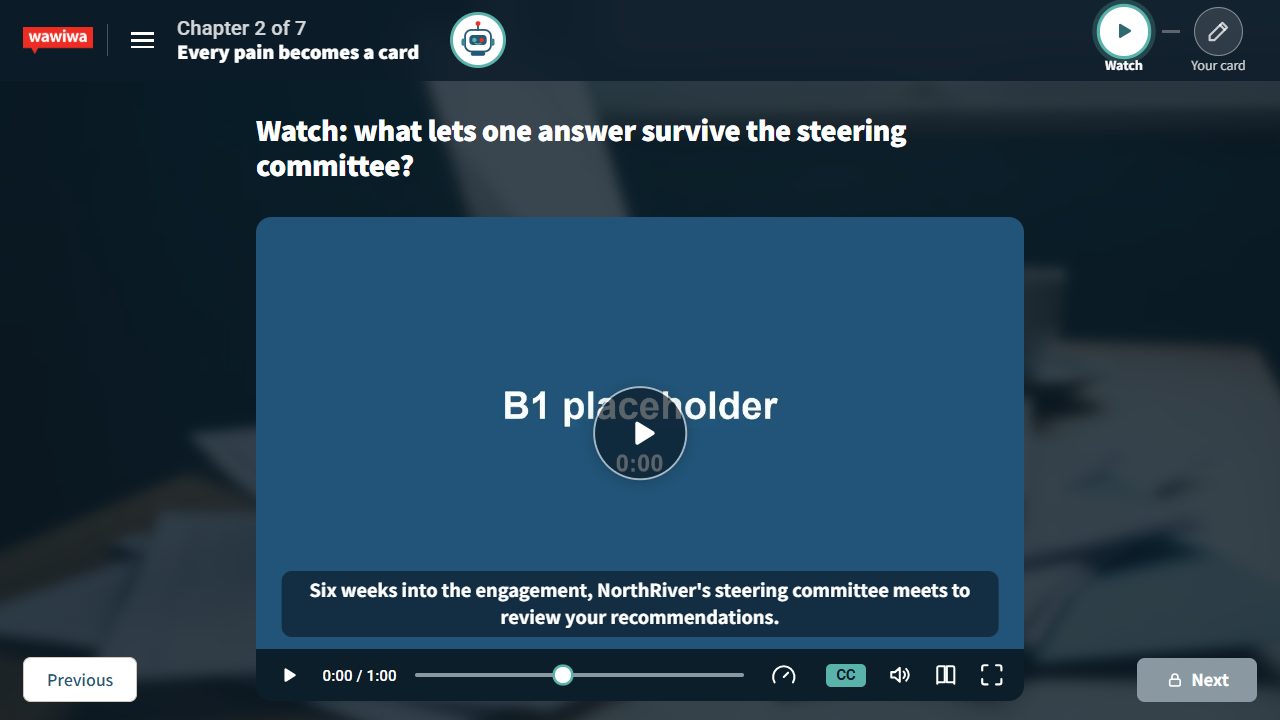 wawiwa
Chapter 2 of 7
Every pain becomes a card
Watch
Your card
Watch: what lets one answer survive the steering
committee?
B1 placeholder
0:00
Six weeks into the engagement, NorthRiver's steering committee meets to
review your recommendations.
0:00 / 1:00
CC
Previous
Next